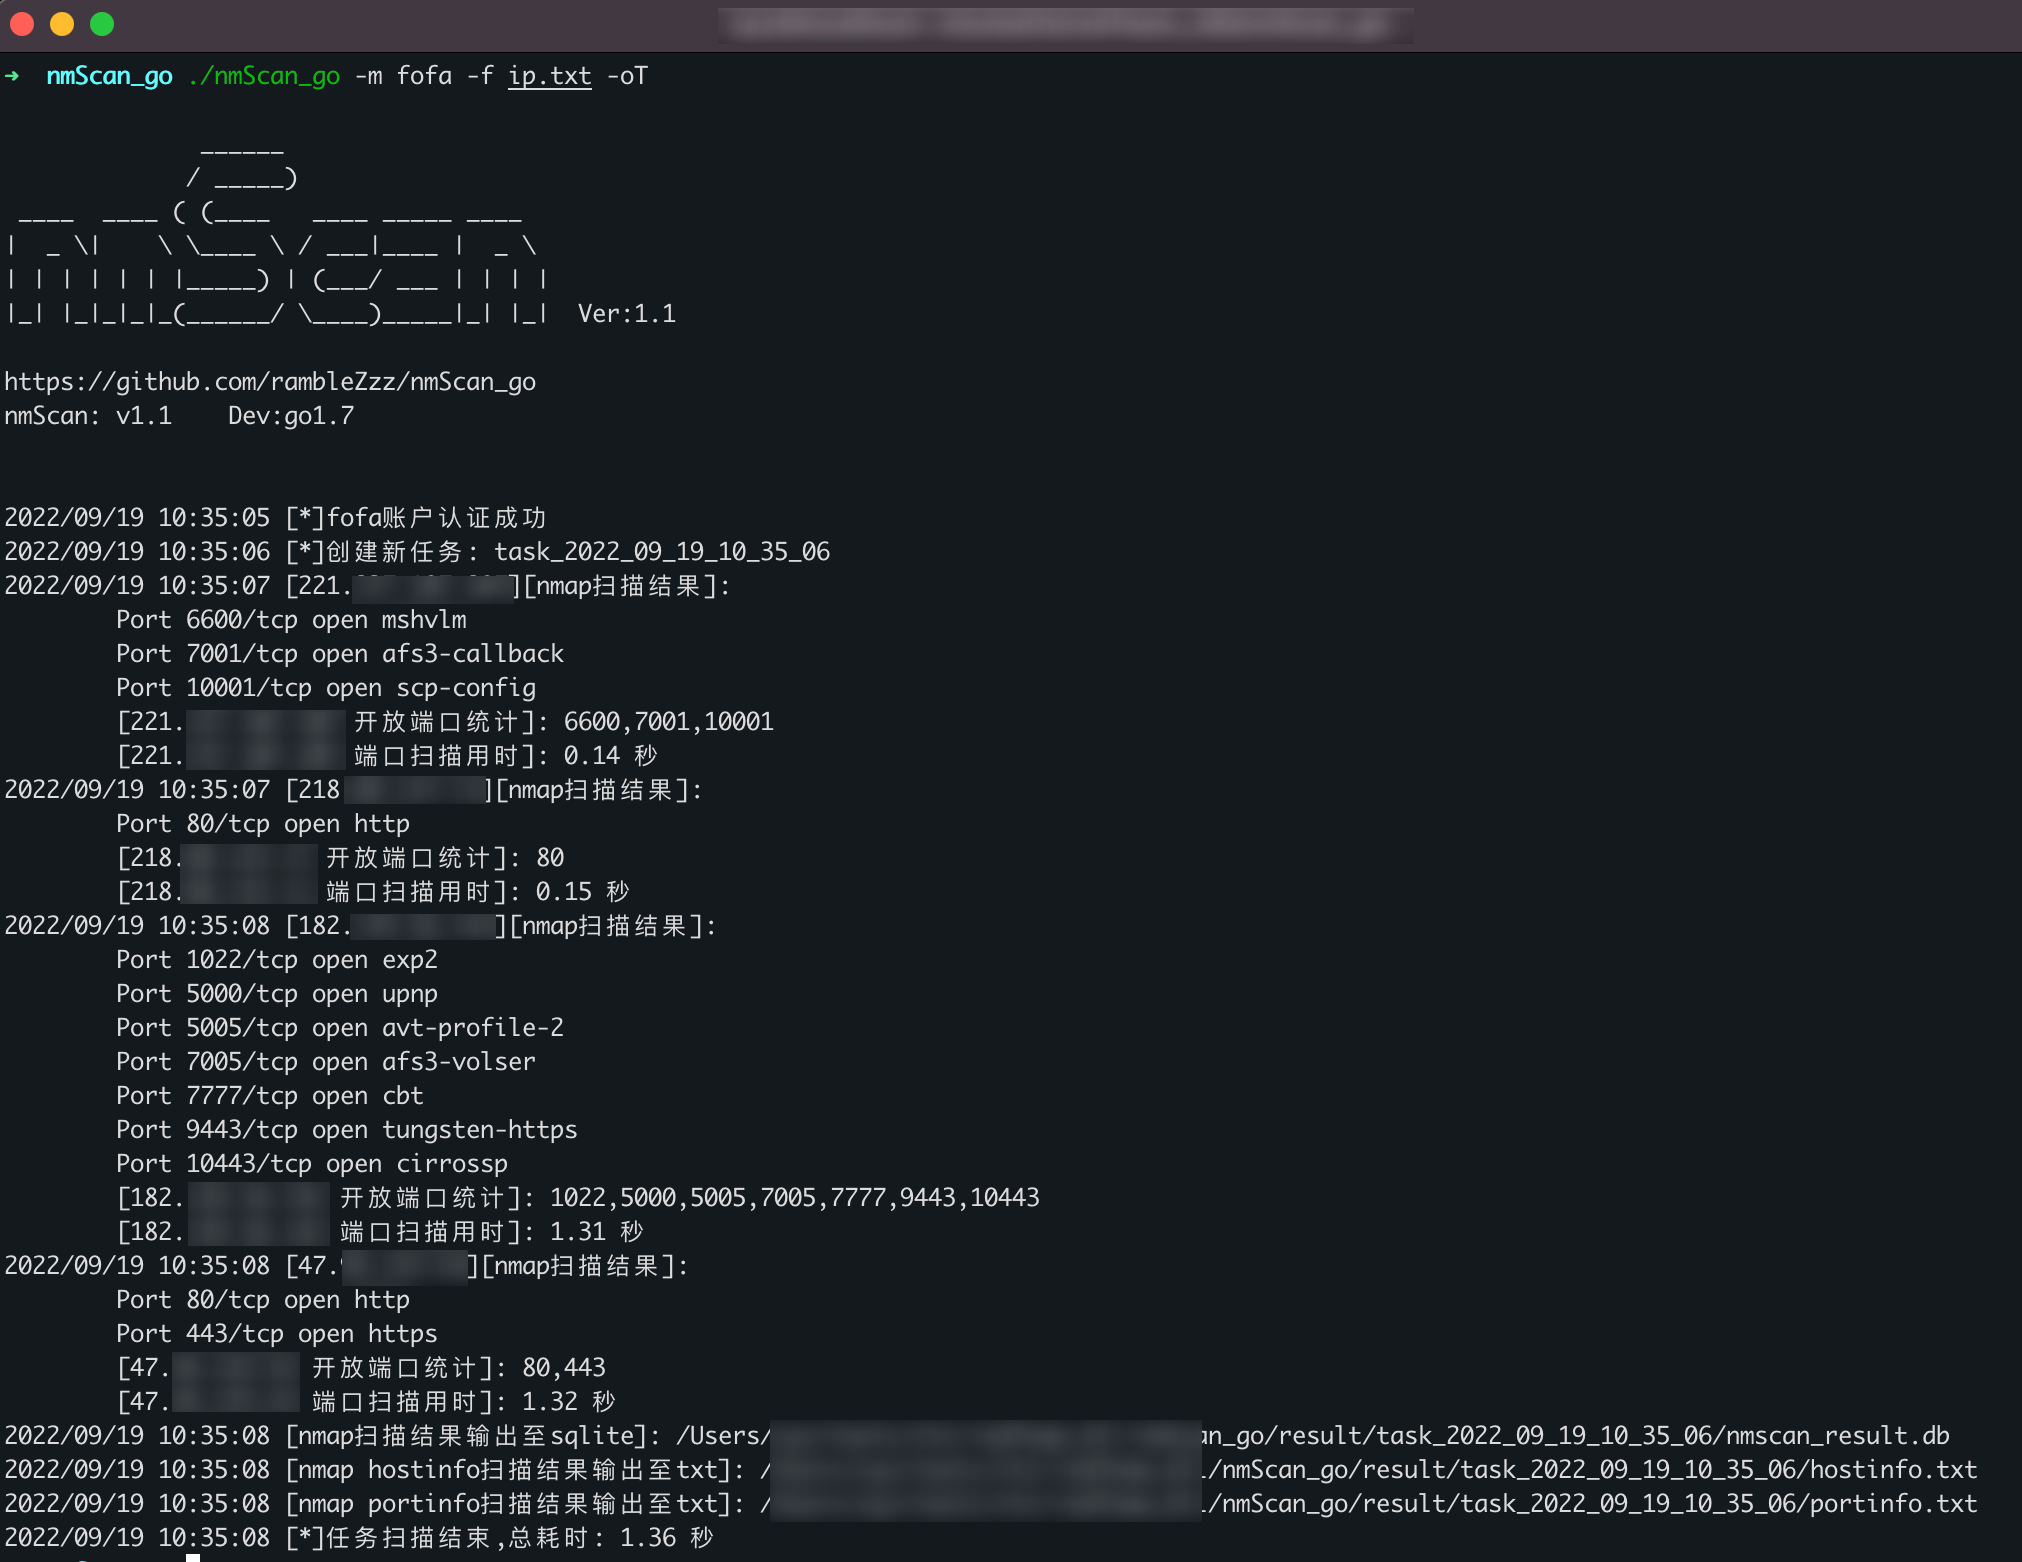 ➜  nmScan_go ./nmScan_go -m fofa -f ip.txt -oT
              ______
             / _____)
 ____  ____ ( (____   ____ _____ ____
|  _ \|    \ \____ \ / ___|____ |  _ \
| | | | | | |_____) | (___/ ___ | | | |
|_| |_|_|_|_(______/ \____)_____|_| |_|  Ver:1.1
https://github.com/rambleZzz/nmScan_go
nmScan: v1.1    Dev:go1.7
2022/09/19 10:35:05 [*]fofa账户认证成功
2022/09/19 10:35:06 [*]创建新任务: task_2022_09_19_10_35_06
2022/09/19 10:35:07 [221.][nmap扫描结果]:
Port 6600/tcp open mshvlm
Port 7001/tcp open afs3-callback
Port 10001/tcp open scp-config
[221. 开放端口统计]: 6600,7001,10001
[221. 端口扫描用时]: 0.14 秒
2022/09/19 10:35:07 [218][nmap扫描结果]:
Port 80/tcp open http
[218. 开放端口统计]: 80
[218. 端口扫描用时]: 0.15 秒
2022/09/19 10:35:08 [182.][nmap扫描结果]:
Port 1022/tcp open exp2
Port 5000/tcp open upnp
Port 5005/tcp open avt-profile-2
Port 7005/tcp open afs3-volser
Port 7777/tcp open cbt
Port 9443/tcp open tungsten-https
Port 10443/tcp open cirrossp
[182. 开放端口统计]: 1022,5000,5005,7005,7777,9443,10443
[182. 端口扫描用时]: 1.31 秒
2022/09/19 10:35:08 [47.][nmap扫描结果]:
Port 80/tcp open http
Port 443/tcp open https
[47. 开放端口统计]: 80,443
[47. 端口扫描用时]: 1.32 秒
2022/09/19 10:35:08 [nmap扫描结果输出至sqlite]: /Users/an_go/result/task_2022_09_19_10_35_06/nmscan_result.db
2022/09/19 10:35:08 [nmap hostinfo扫描结果输出至txt]: //nmScan_go/result/task_2022_09_19_10_35_06/hostinfo.txt
2022/09/19 10:35:08 [nmap portinfo扫描结果输出至txt]: //nmScan_go/result/task_2022_09_19_10_35_06/portinfo.txt
2022/09/19 10:35:08 [*]任务扫描结束,总耗时: 1.36 秒